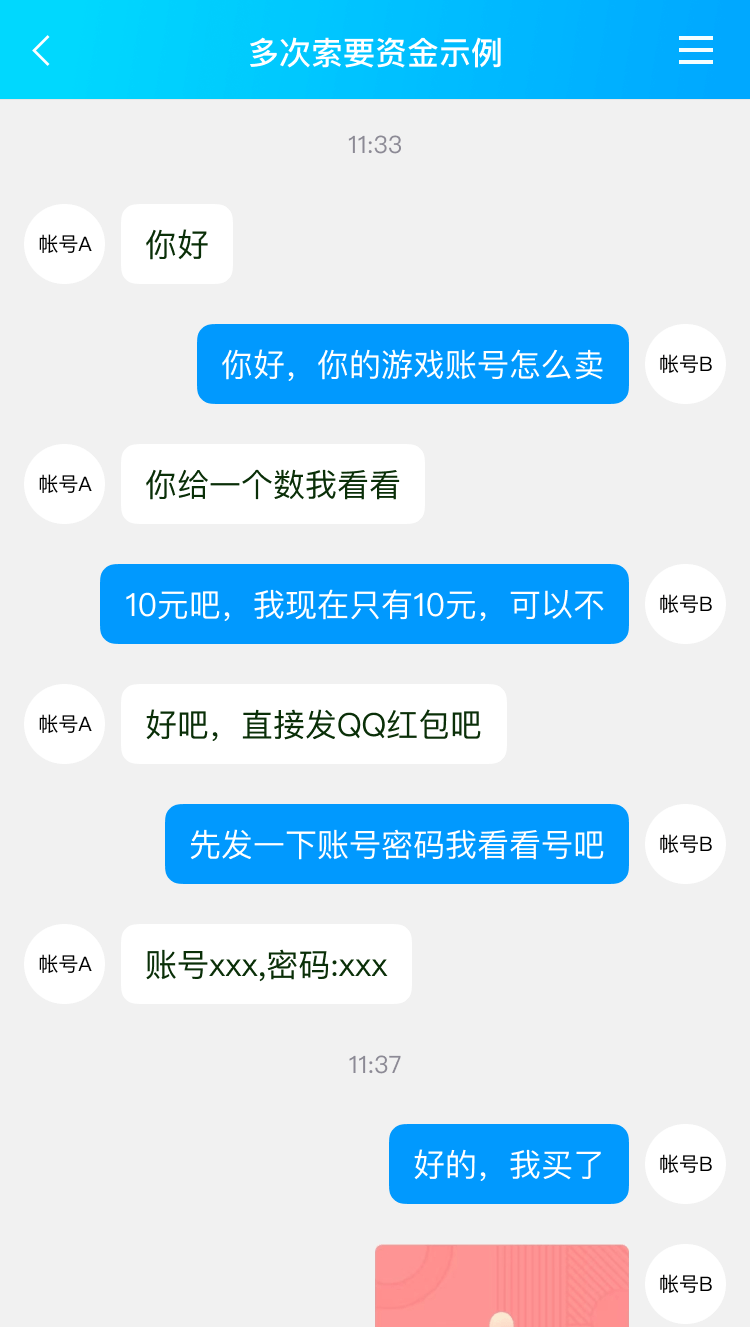 多次索要资金示例
11:33
帐号A
你好
你好，你的游戏账号怎么卖
帐号B
帐号A
你给一个数我看看
10元吧，我现在只有10元，可以不
帐号B
帐号A
好吧，直接发QQ红包吧
先发一下账号密码我看看号吧
帐号B
帐号A
账号xxx,密码:xxx
11:37
好的，我买了
帐号B
帐号B